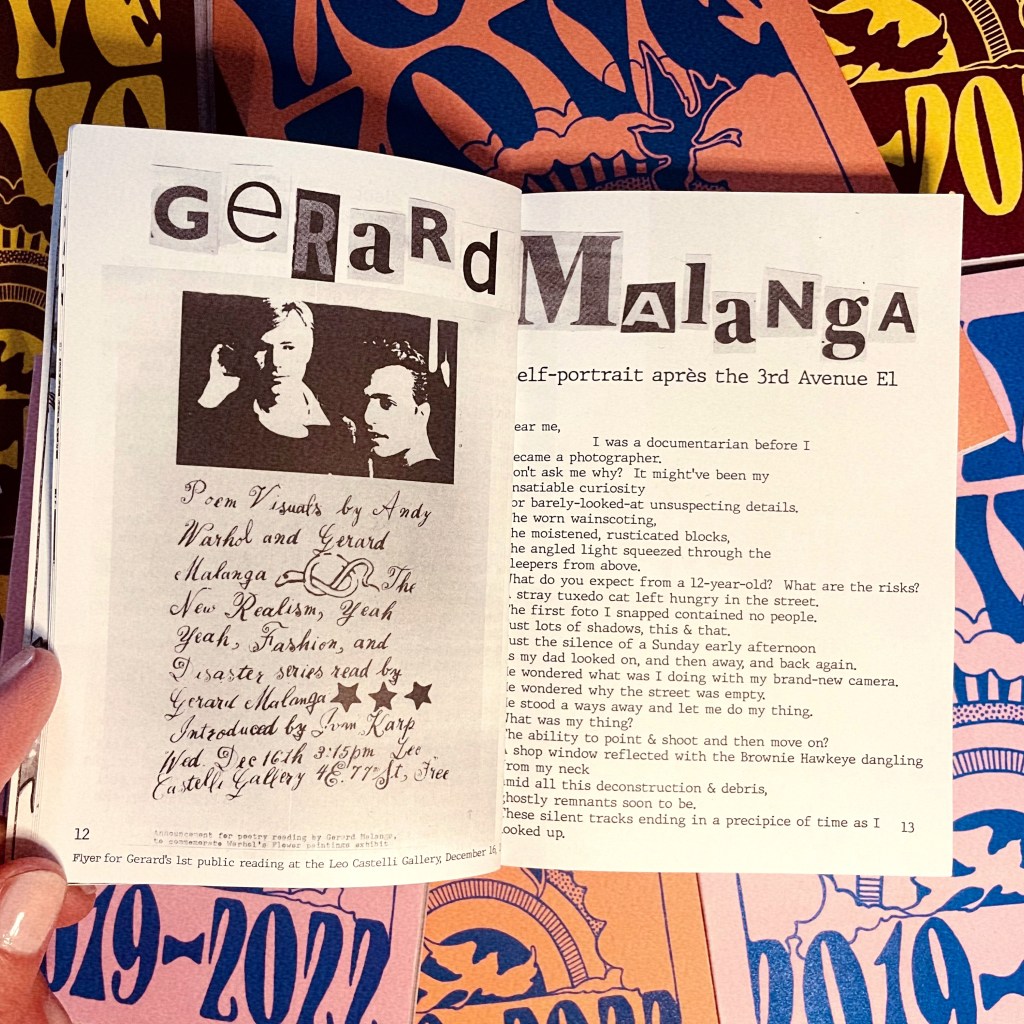 GeRaRd
Poem Visuals by Andy
Warhol and Gerard
Malanga The
New Realism, Yeah
Yeah, Fashion, and
Disaster series read by
Gerard Malanga
Introduced by Ivan Karp
Wed. Dec 16th 3:15pm Leo
Castelli Gallery 4E.77th St, Free
Announcement for poetry reading by Gerard Malanga,
to commemorate Warhol's Flower paintings exhibit
12
Flyer for Gerard's 1st public reading at the Leo Castelli Gallery, December 16,
MALaNgA
elf-portrait après the 3rd Avenue El
ear me,
I was a documentarian before I
ecame a photographer.
on't ask me why? It might've been my
nsatiable curiosity
or barely-looked-at unsuspecting details.
he worn wainscoting,
he moistened, rusticated blocks,
he angled light squeezed through the
leepers from above.
hat do you expect from a 12-year-old? What are the risks?
stray tuxedo cat left hungry in the street.
he first foto I snapped contained no people.
ust lots of shadows, this & that.
ust the silence of a Sunday early afternoon
s my dad looked on, and then away, and back again.
e wondered what was I doing with my brand-new camera.
e wondered why the street was empty.
e stood a ways away and let me do my thing.
hat was my thing?
he ability to point & shoot and then move on?
shop window reflected with the Brownie Hawkeye dangling
from my neck
mid all this deconstruction & debris,
ghostly remnants soon to be.
hese silent tracks ending in a precipice of time as I
ooked up.
13
20
019-2022
2022
2019-